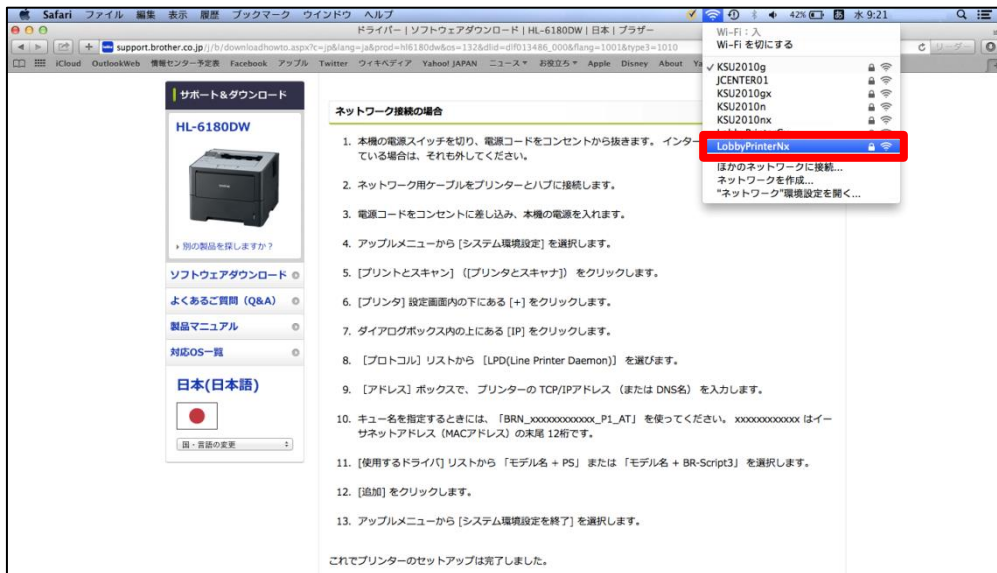 Safari ファイル 編集 表示 履歴 ブックマーク ウインドウ ヘルプ 42% 水 9:21
ドライバー | ソフトウェアダウンロード | HL-6180DW | 日本 | ブラザー
support.brother.co.jp/j/b/downloadhowto.aspx?c=jp&lang=ja&prod=hl6180dw&os=132&dlid=dlf013486_000&flang=1001&type3=1010 リーダー
iCloud OutlookWeb 情報センター予定表 Facebook アップル Twitter ウィキペディア Yahoo! JAPAN ニュース お役立ち Apple Disney About
Wi-Fi：入
Wi-Fi を切にする
✓ KSU2010g
JCENTER01
KSU2010gx
KSU2010n
KSU2010nx
LobbyPrinterNx
ほかのネットワークに接続...
ネットワークを作成...
"ネットワーク"環境設定を開く...
サポート&ダウンロード
HL-6180DW
別の製品を探しますか？
ソフトウェアダウンロード
よくあるご質問（Q&A）
製品マニュアル
対応OS一覧
日本(日本語)
国・言語の変更
ネットワーク接続の場合
1. 本機の電源スイッチを切り、電源コードをコンセントから抜きます。 インター
ている場合は、それも外してください。
2. ネットワーク用ケーブルをプリンターとハブに接続します。
3. 電源コードをコンセントに差し込み、本機の電源を入れます。
4. アップルメニューから [システム環境設定] を選択します。
5. [プリントとスキャン] （[プリンタとスキャナ]） をクリックします。
6. [プリンタ] 設定画面内の下にある [+] をクリックします。
7. ダイアログボックス内の上にある [IP] をクリックします。
8. ［プロトコル］リストから ［LPD(Line Printer Daemon)］ を選びます。
9. ［アドレス］ボックスで、 プリンターの TCP/IPアドレス （または DNS名） を入力します。
10. キュー名を指定するときには、「BRN_xxxxxxxxxxxx_P1_AT」 を使ってください。 xxxxxxxxxxxx はイー
サネットアドレス（MACアドレス）の末尾 12桁です。
11. [使用するドライバ] リストから 「モデル名 + PS」 または 「モデル名 + BR-Script3」 を選択します。
12. [追加] をクリックします。
13. アップルメニューから [システム環境設定を終了] を選択します。
これでプリンターのセットアップは完了しました。